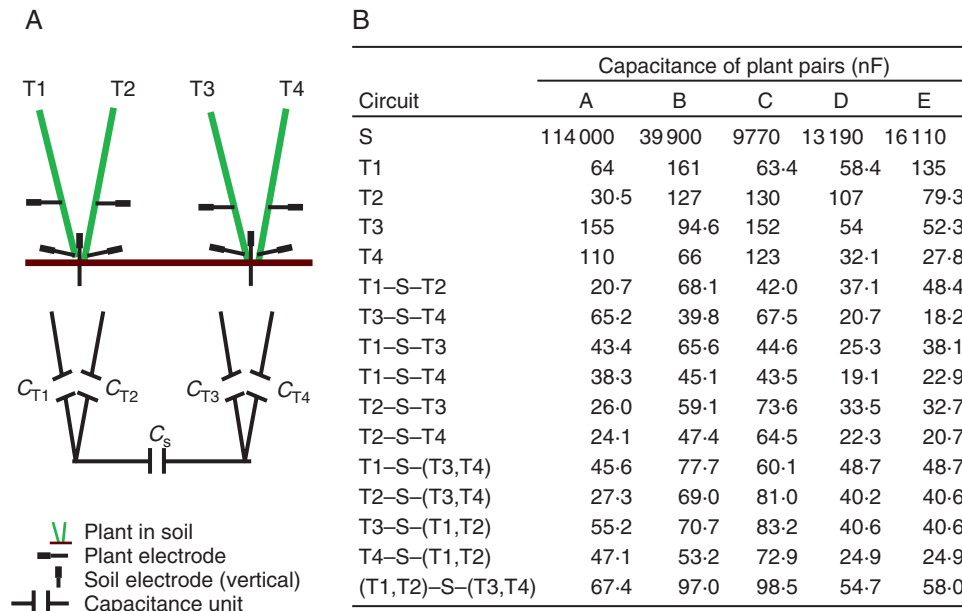 A
T1 T2 T3 T4
C_T1 C_T2 C_T3 C_T4
C_s
Plant in soil
Plant electrode
Soil electrode (vertical)
Capacitance unit
B
Capacitance of plant pairs (nF)
Circuit A B C D E
S 114 000 39 900 9770 13 190 16 110
T1 64 161 63·4 58·4 135
T2 30·5 127 130 107 79·3
T3 155 94·6 152 54 52·3
T4 110 66 123 32·1 27·8
T1–S–T2 20·7 68·1 42·0 37·1 48·4
T3–S–T4 65·2 39·8 67·5 20·7 18·2
T1–S–T3 43·4 65·6 44·6 25·3 38·1
T1–S–T4 38·3 45·1 43·5 19·1 22·9
T2–S–T3 26·0 59·1 73·6 33·5 32·7
T2–S–T4 24·1 47·4 64·5 22·3 20·7
T1–S–(T3,T4) 45·6 77·7 60·1 48·7 48·7
T2–S–(T3,T4) 27·3 69·0 81·0 40·2 40·6
T3–S–(T1,T2) 55·2 70·7 83·2 40·6 40·6
T4–S–(T1,T2) 47·1 53·2 72·9 24·9 24·9
(T1,T2)–S–(T3,T4) 67·4 97·0 98·5 54·7 58·0